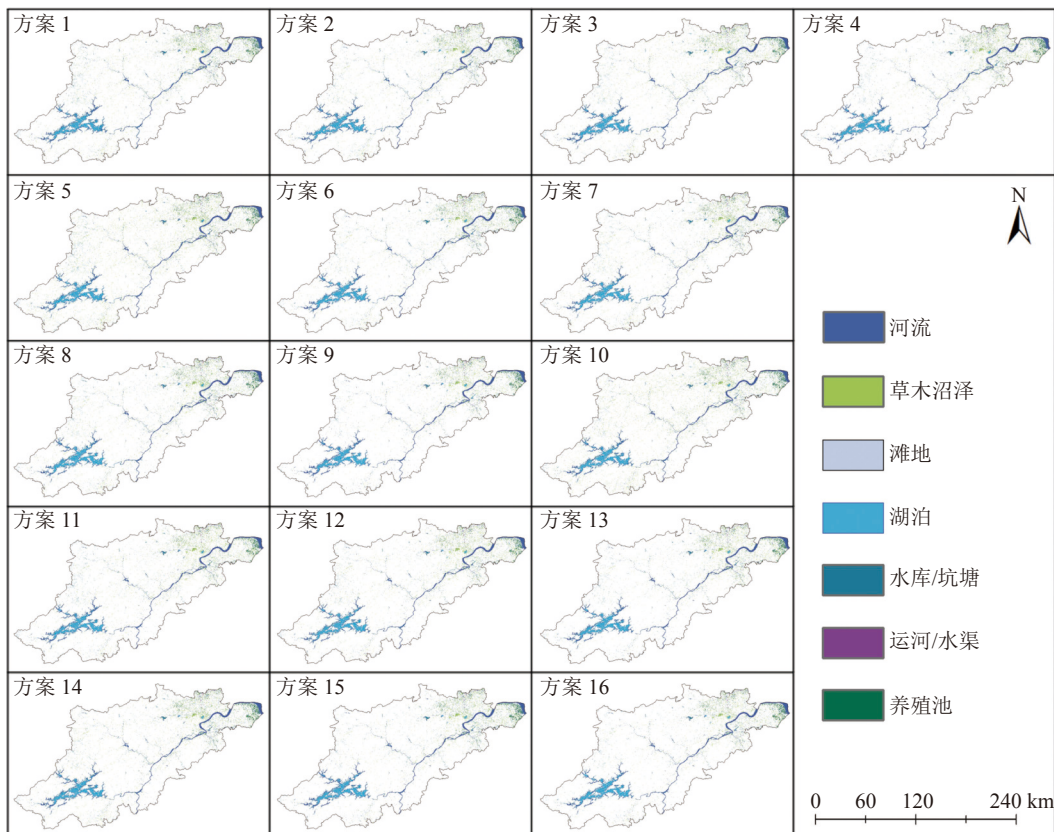 方案 1
方案 2
方案 3
方案 4
方案 5
方案 6
方案 7
N
方案 8
方案 9
方案 10
方案 11
方案 12
方案 13
方案 14
方案 15
方案 16
河流
草木沼泽
滩地
湖泊
水库/坑塘
运河/水渠
养殖池
0 60 120 240 km